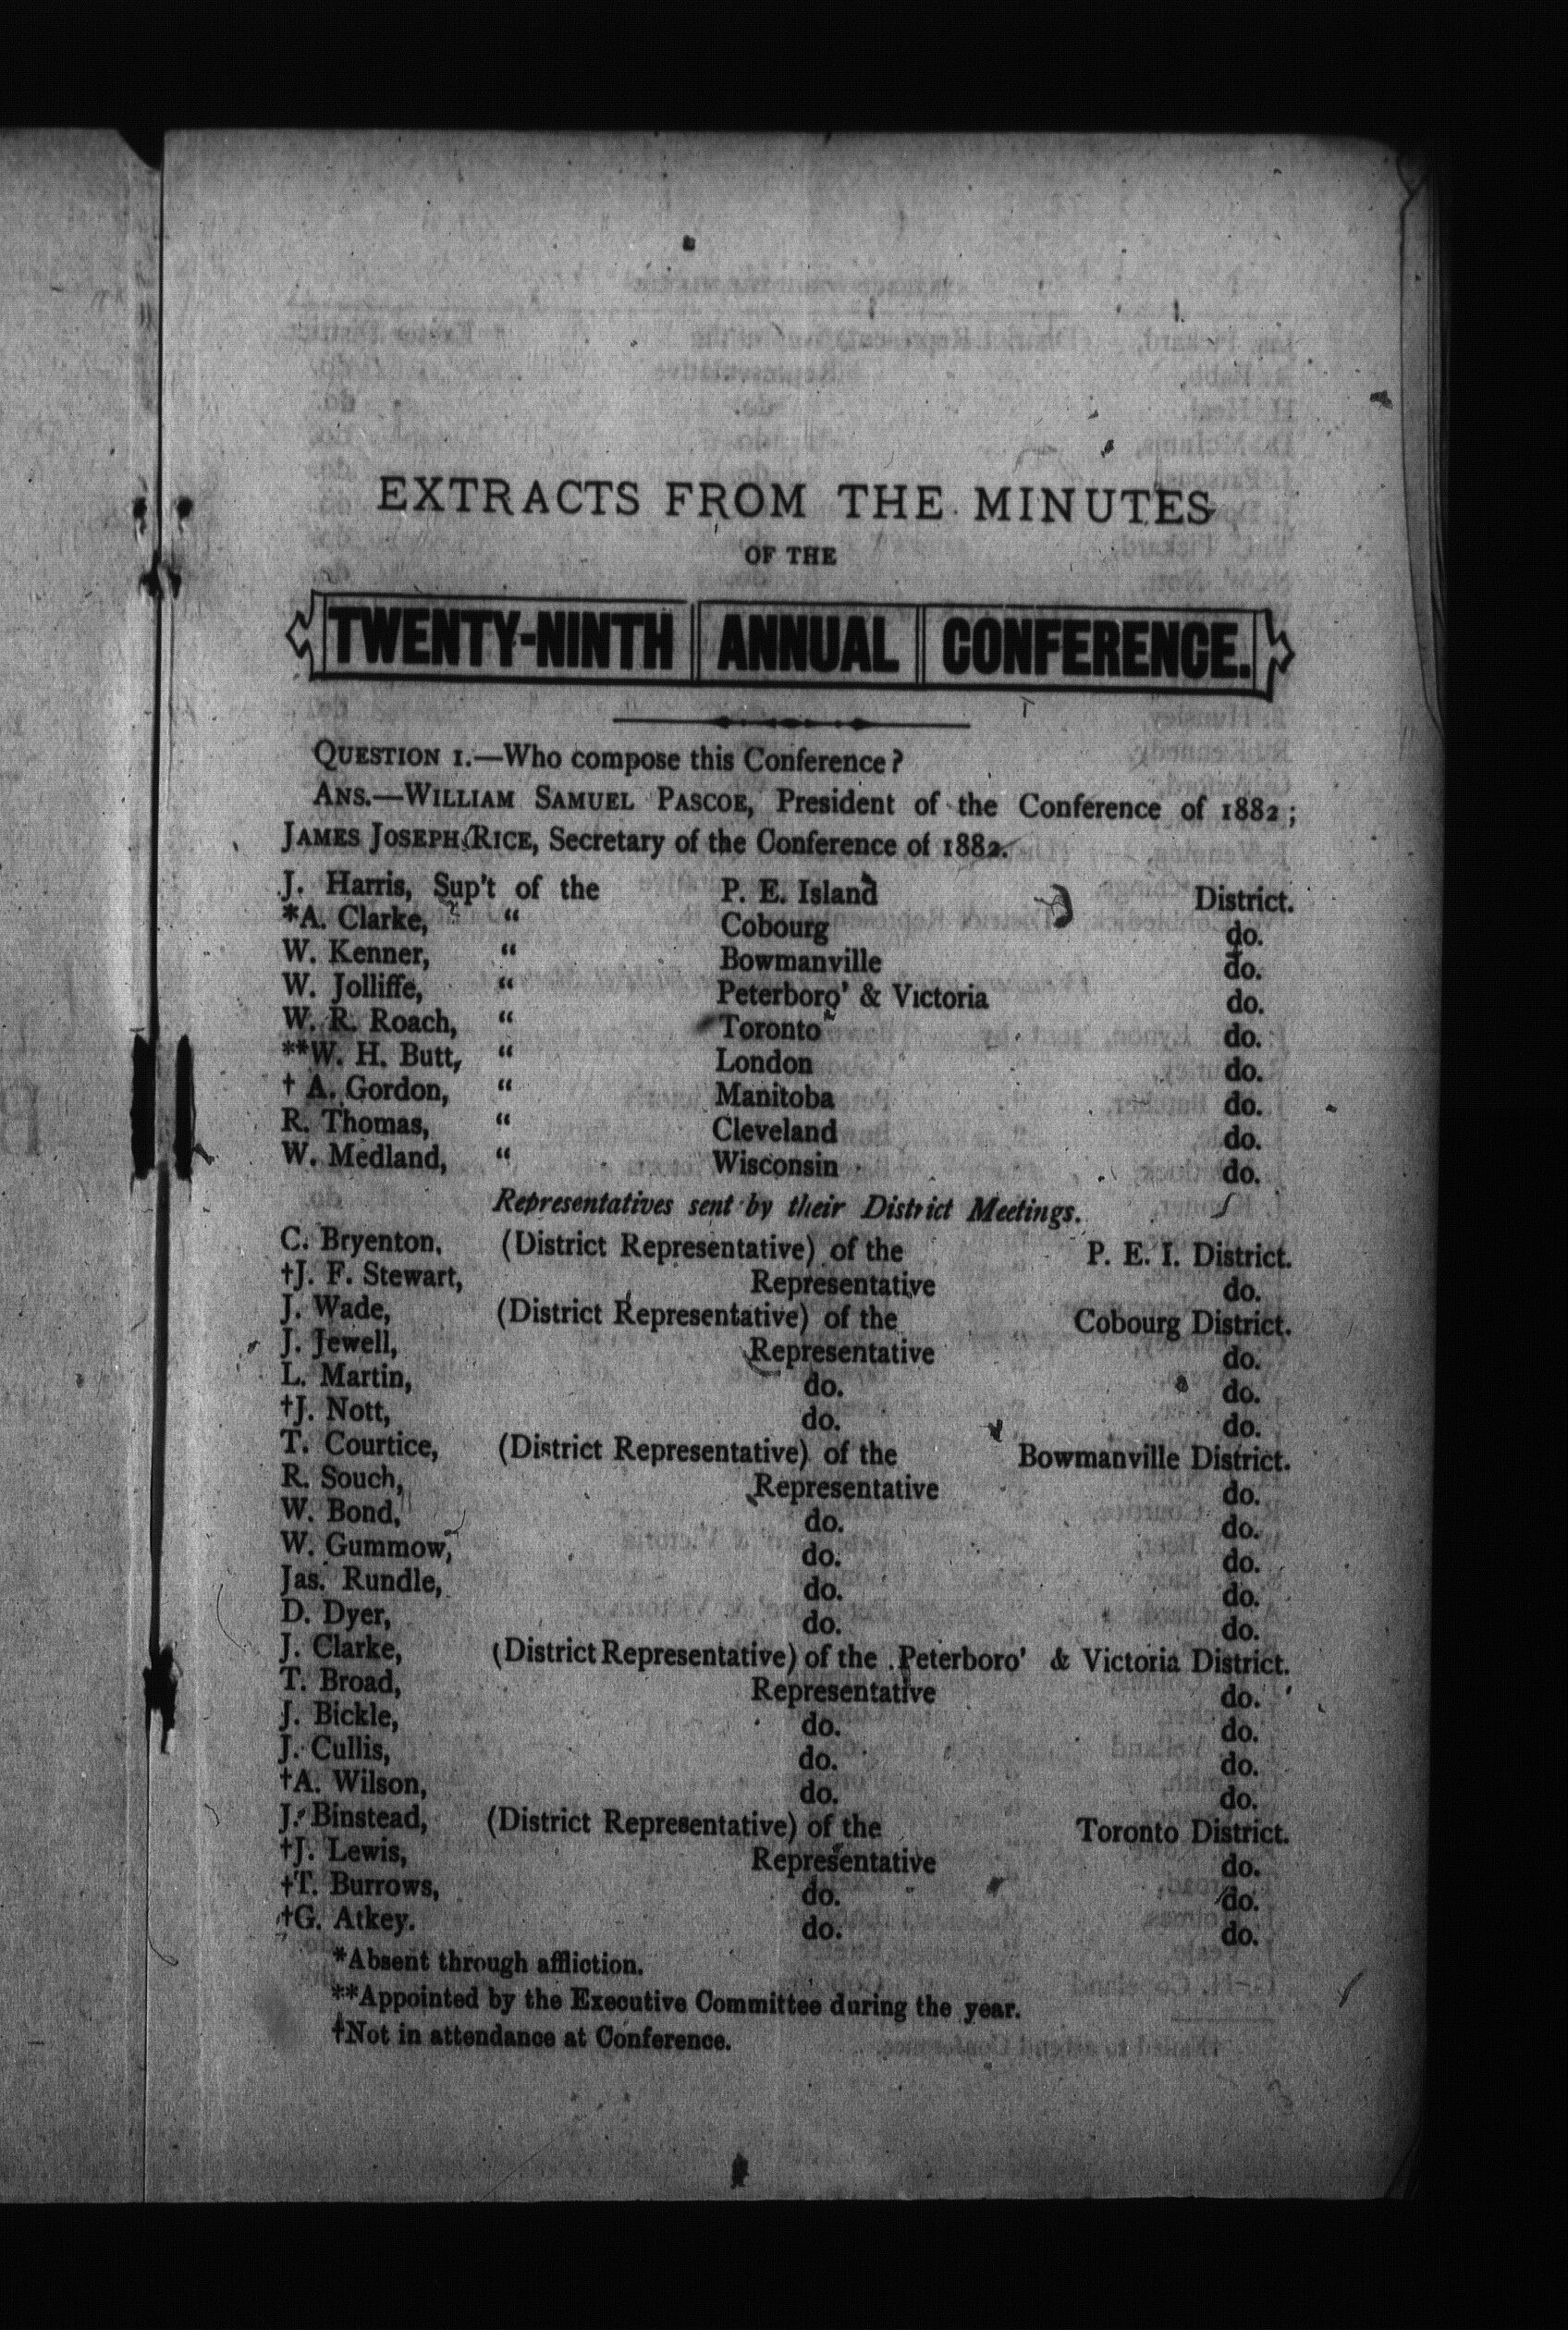 EXTRACTS FROM THE MINUTES
OF THE
TWENTY-NINTH ANNUAL CONFERENCE.
QUESTION 1.—Who compose this Conference?
ANS.—WILLIAM SAMUEL PASCOE, President of the Conference of 1882;
JAMES JOSEPH RICE, Secretary of the Conference of 1882.
J. Harris, Sup't of the P. E. Island District.
*A. Clarke, “ Cobourg do.
W. Kenner, “ Bowmanville do.
W. Jolliffe, “ Peterboro' & Victoria do.
W. R. Roach, “ Toronto do.
**W. H. Butt, “ London do.
† A. Gordon, “ Manitoba do.
R. Thomas, “ Cleveland do.
W. Medland, “ Wisconsin do.
Representatives sent by their District Meetings.
C. Bryenton, (District Representative) of the P. E. I. District.
†J. F. Stewart, Representative do.
J. Wade, (District Representative) of the Cobourg District.
J. Jewell, Representative do.
L. Martin, do. do.
†J. Nott, do. do.
T. Courtice, (District Representative) of the Bowmanville District.
R. Souch, Representative do.
W. Bond, do. do.
W. Gummow, do. do.
Jas. Rundle, do. do.
D. Dyer, do. do.
J. Clarke, (District Representative) of the Peterboro' & Victoria District.
T. Broad, Representative do.
J. Bickle, do. do.
J. Cullis, do. do.
†A. Wilson, do. do.
J. Binstead, (District Representative) of the Toronto District.
†J. Lewis, Representative do.
†T. Burrows, do. do.
†G. Atkey. do. do.
*Absent through affliction.
**Appointed by the Executive Committee during the year.
†Not in attendance at Conference.